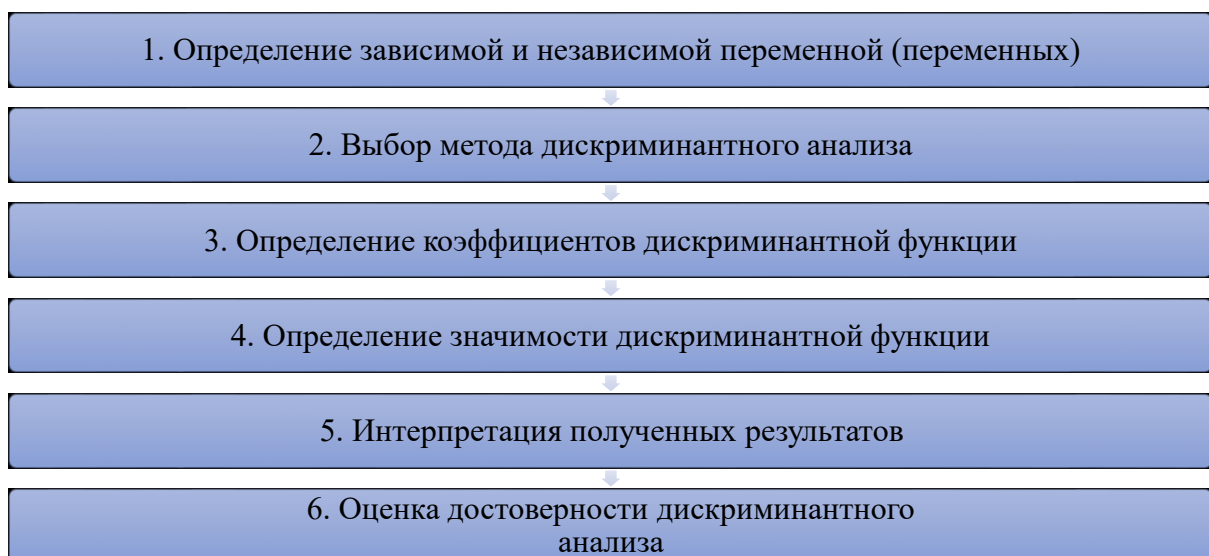 1. Определение зависимой и независимой переменной (переменных)
2. Выбор метода дискриминантного анализа
3. Определение коэффициентов дискриминантной функции
4. Определение значимости дискриминантной функции
5. Интерпретация полученных результатов
6. Оценка достоверности дискриминантного
анализа